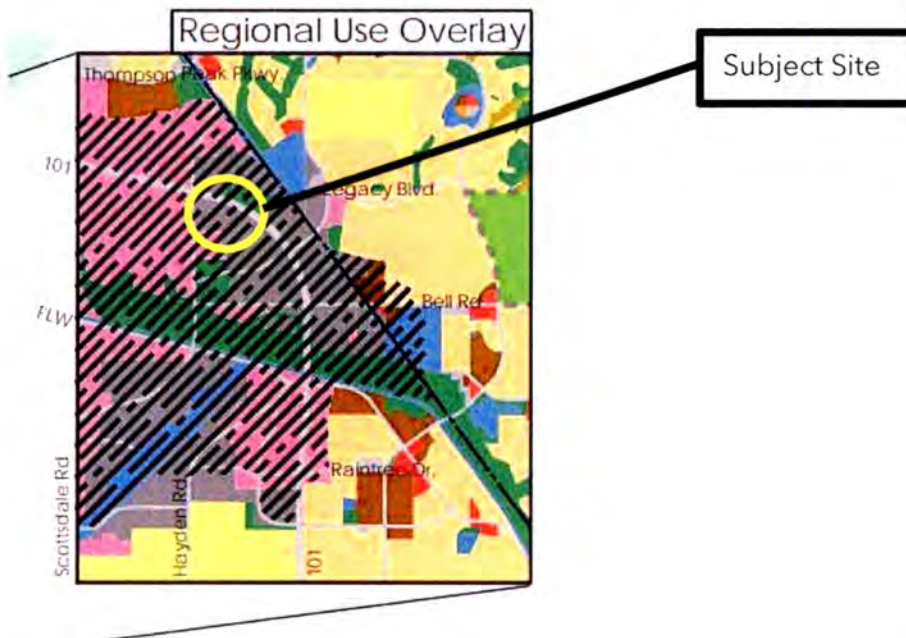 Regional Use Overlay
Subject Site
Thompson Peak Pkwy.
101
Legacy Blvd.
Bell Rd
FLW
Raintree Dr.
Scottsdale Rd
Hayden Rd
101